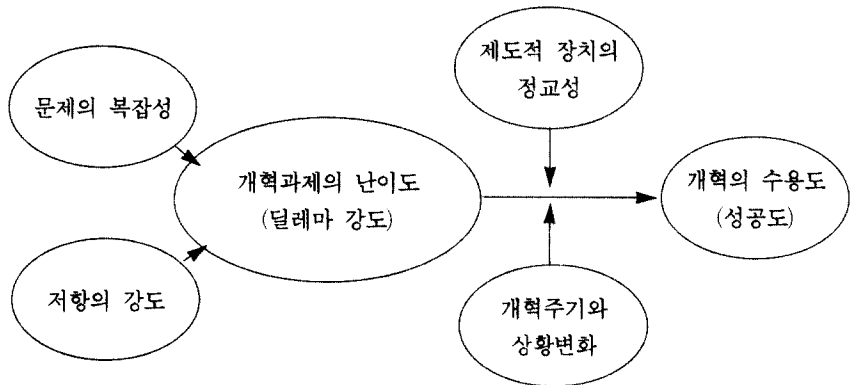 제도적 장치의
정교성
문제의 복잡성
개혁과제의 난이도
(딜레마 강도)
개혁의 수용도
(성공도)
저항의 강도
개혁주기와
상황변화